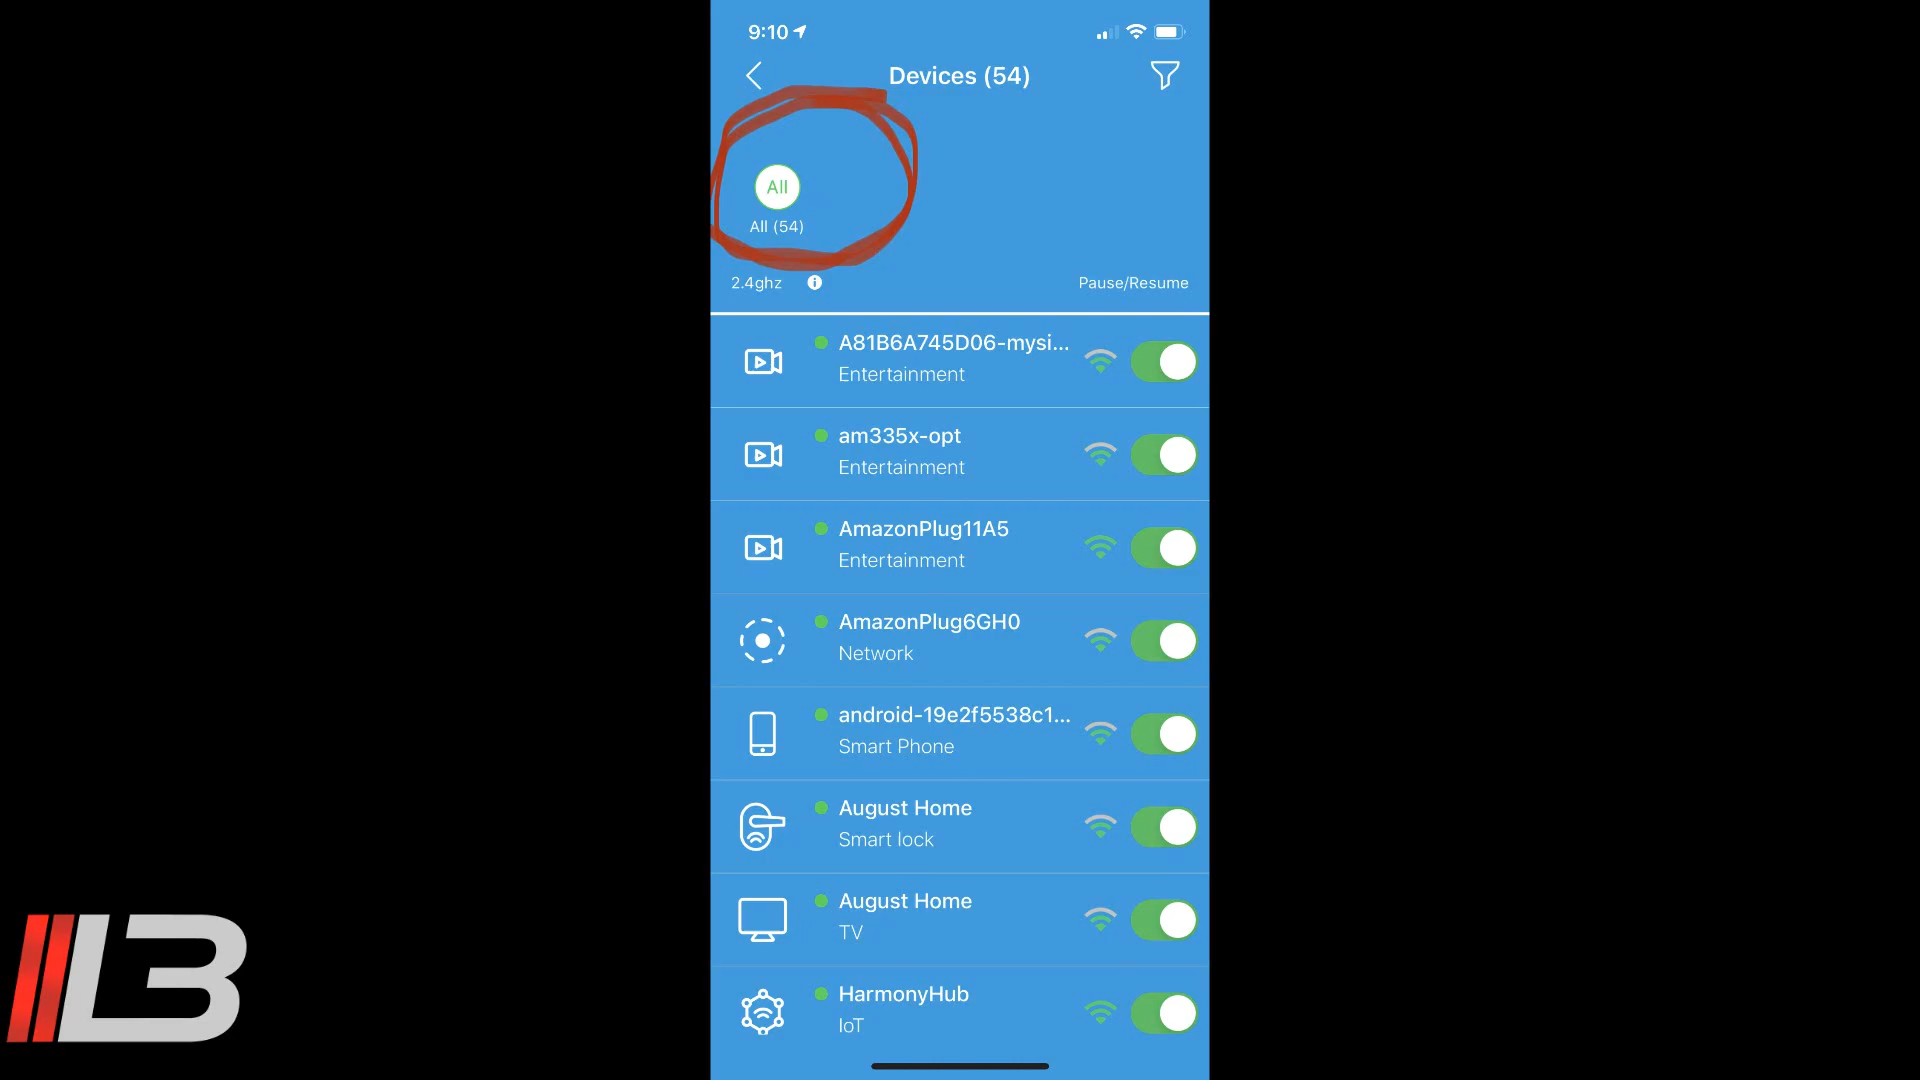 9:10
Devices (54)
All
All (54)
2.4ghz
Pause/Resume
A81B6A745D06-mysi...
Entertainment
am335x-opt
Entertainment
AmazonPlug11A5
Entertainment
AmazonPlug6GH0
Network
android-19e2f5538c1...
Smart Phone
August Home
Smart lock
August Home
TV
HarmonyHub
IoT
L3